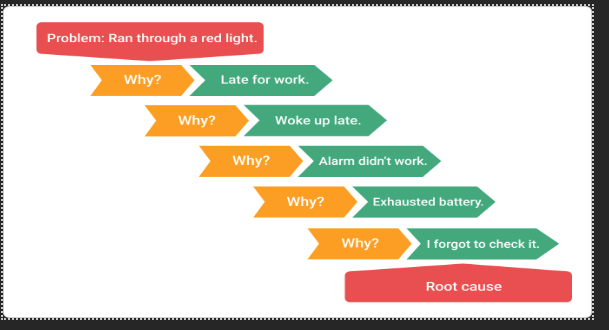 Problem: Ran through a red light.
Why? Late for work.
Why? Woke up late.
Why? Alarm didn't work.
Why? Exhausted battery.
Why? I forgot to check it.
Root cause